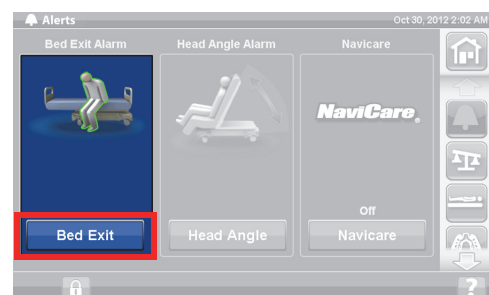 Alerts
Oct 30, 2012 2:02 AM
Bed Exit Alarm
Head Angle Alarm
Navicare
NaviCare®
Off
Bed Exit
Head Angle
Navicare
?